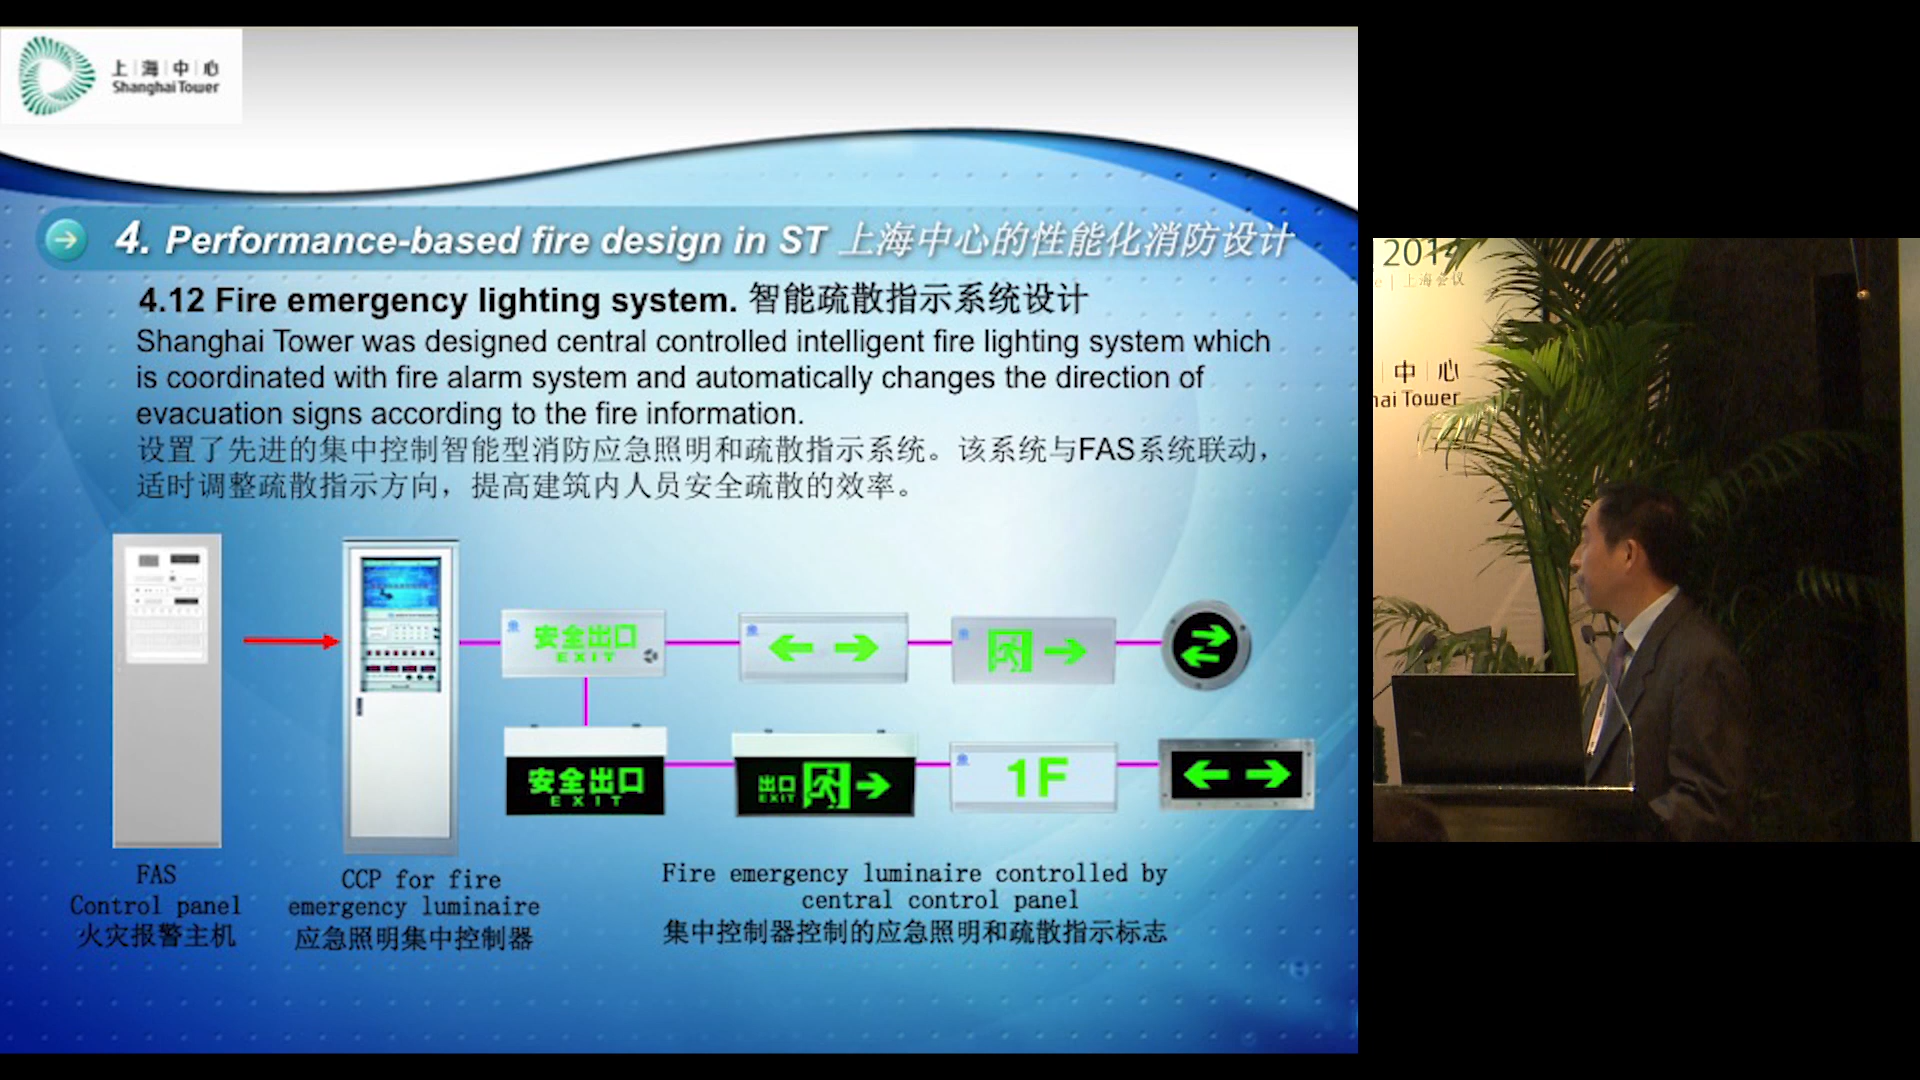 上海中心
Shanghai Tower
4. Performance-based fire design in ST 上海中心的性能化消防设计
4.12 Fire emergency lighting system. 智能疏散指示系统设计
Shanghai Tower was designed central controlled intelligent fire lighting system which
is coordinated with fire alarm system and automatically changes the direction of
evacuation signs according to the fire information.
设置了先进的集中控制智能型消防应急照明和疏散指示系统。该系统与FAS系统联动，
适时调整疏散指示方向，提高建筑内人员安全疏散的效率。
安全出口
EXIT
安全出口
EXIT
出口
EXIT
1F
FAS
Control panel
火灾报警主机
CCP for fire
emergency luminaire
应急照明集中控制器
Fire emergency luminaire controlled by
central control panel
集中控制器控制的应急照明和疏散指示标志
2014
上海会议
中心
Tower